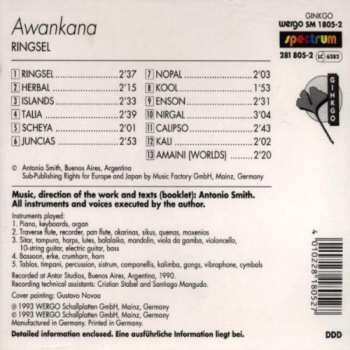 Awankana
RINGSEL
GINKGO
wergo SM 1805-2
spectrum
281 805-2 LC 6283
GINKGO
1 RINGSEL 2'37
2 HERBAL 2'15
3 ISLANDS 2'33
4 TALIA 2'39
5 SCHEYA 2'01
6 JUNCIAS 2'53
7 NOPAL 2'03
8 KOOL 1'53
9 ENSON 2'31
10 NIRGAL 3'04
11 CALIPSO 2'43
12 KALI 2'02
13 AMAINI (WORLDS) 2'20
© Antonio Smith, Buenos Aires, Argentina
Sub-Publishing Rights for Europe and Japan by Music Factory GmbH, Mainz, Germany
Music, direction of the work and texts (booklet): Antonio Smith.
All instruments and voices executed by the author.
Instruments played:
1. Piano, keyboards, organ
2. Traverse flute, recorder, pan flute, okarinas, sikus, quenas, moxenios
3. Sitar, tampura, harps, lutes, balalaika, mandolin, viola da gamba, violoncello,
10-string guitar, electric guitar, bass
4. Bassoon, erke, crumhorn, horn
5. Tablas, timpani, percussion, sistrum, campanelis, kalimba, gongs, vibraphone, cymbals
Recorded at Antar Studios, Buenos Aires, Argentina, 1990.
Recording technical assistants: Cristian Stabel and Santiago Mangudo.
Cover painting: Gustavo Novoa
℗ 1993 WERGO Schallplatten GmbH, Mainz, Germany
© 1993 WERGO Schallplatten GmbH, Mainz, Germany
Manufactured in Germany. Printed in Germany.
Detailed information enclosed. Eine ausführliche Information liegt bei.
DDD
4 010228 180527